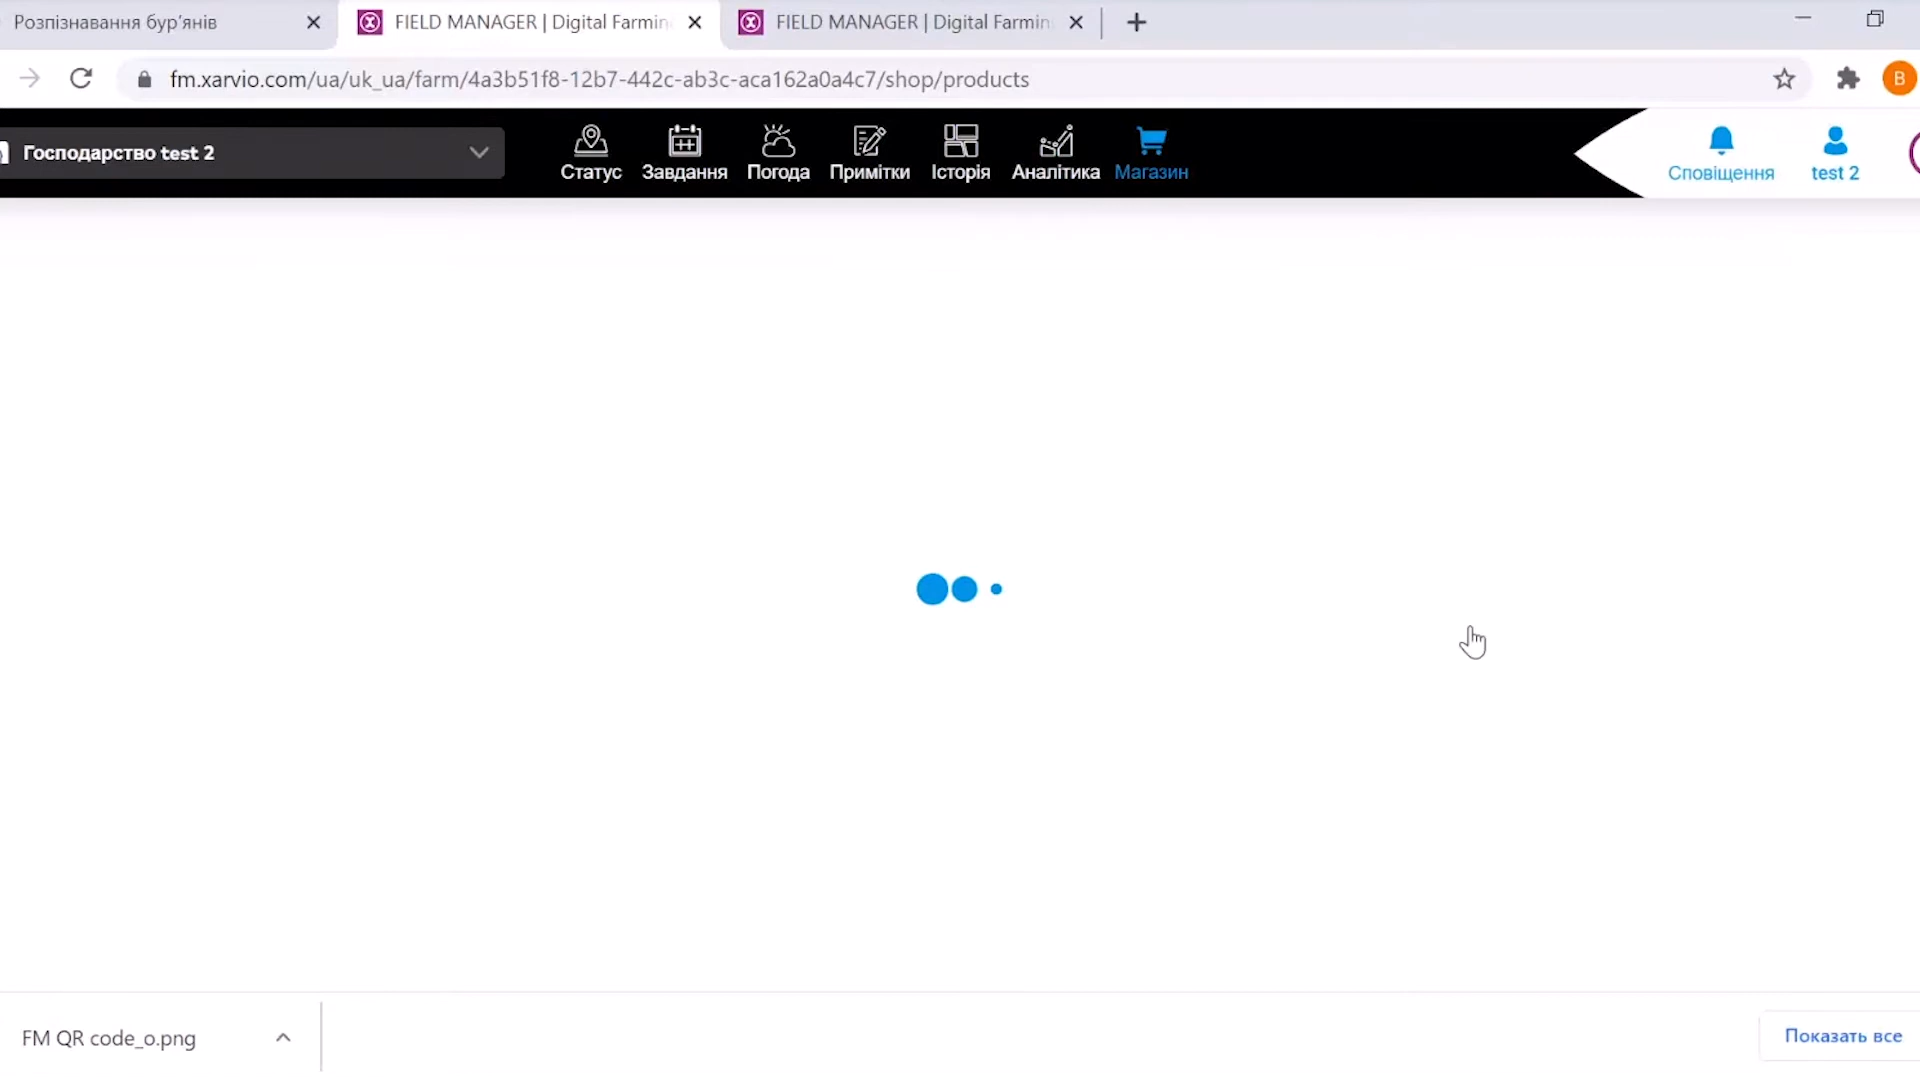 Розпізнавання бур'янів
FIELD MANAGER | Digital Farmin
FIELD MANAGER | Digital Farmin
fm.xarvio.com/ua/uk_ua/farm/4a3b51f8-12b7-442c-ab3c-aca162a0a4c7/shop/products
B
Господарство test 2
Статус
Завдання
Погода
Примітки
Історія
Аналітика
Магазин
Сповіщення
test 2
FM QR code_o.png
Показать все